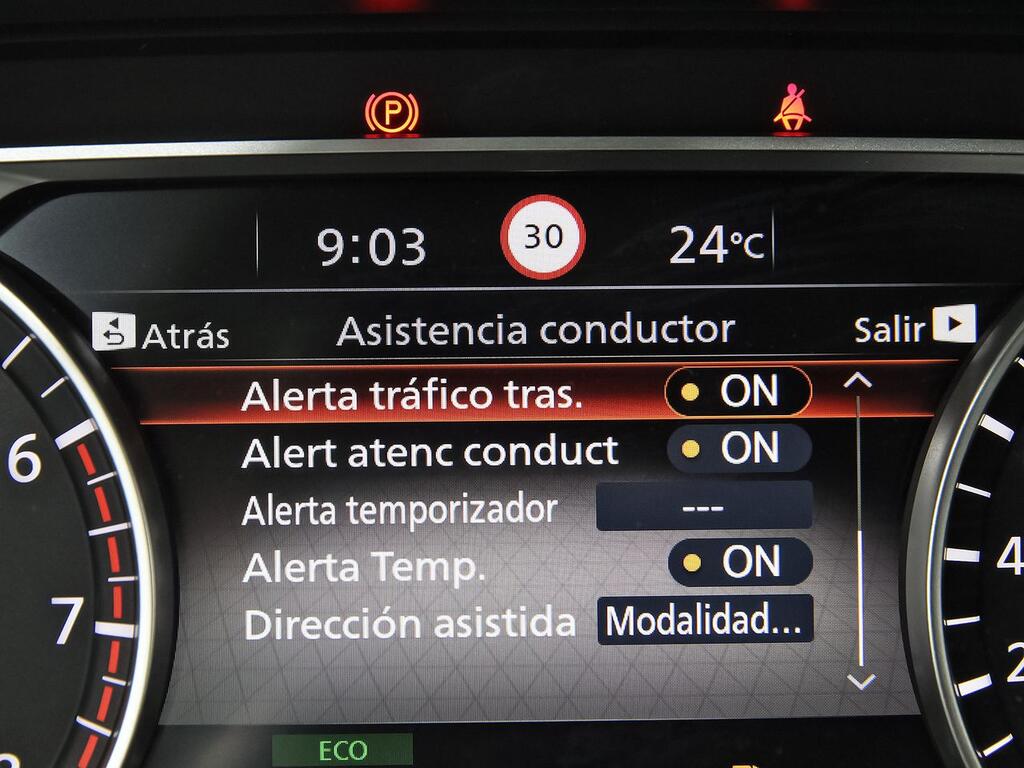 P
9:03 30 24°C
Atrás Asistencia conductor Salir
Alerta tráfico tras. ON
Alert atenc conduct ON
Alerta temporizador ---
Alerta Temp. ON
Dirección asistida Modalidad...
6
7
4
2
ECO